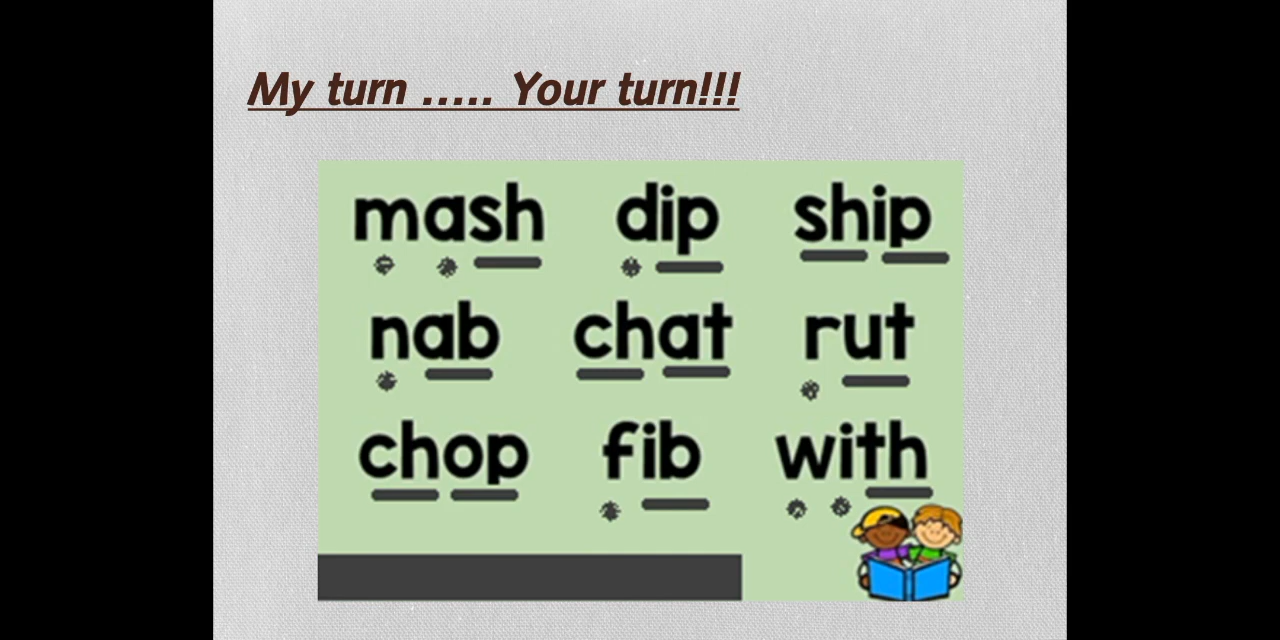 My turn ..... Your turn!!!
mash dip ship
nab chat rut
chop fib with